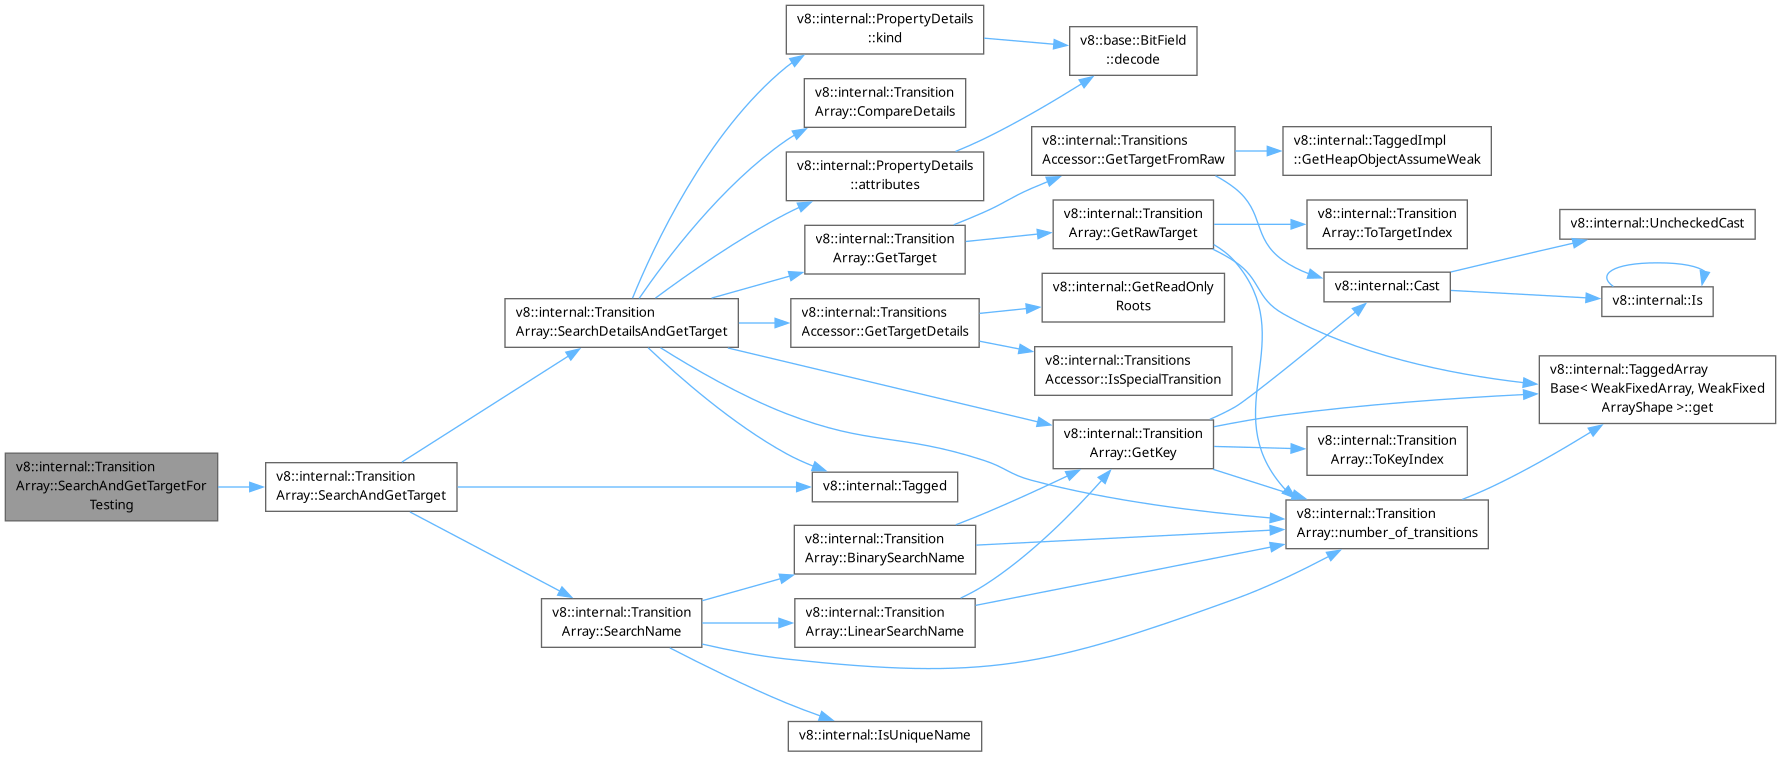 v8::internal::Transition
Array::SearchAndGetTargetFor
Testing
v8::internal::Transition
Array::SearchAndGetTarget
v8::internal::Transition
Array::SearchDetailsAndGetTarget
v8::internal::Transition
Array::SearchName
v8::internal::PropertyDetails
::kind
v8::internal::Transition
Array::CompareDetails
v8::internal::PropertyDetails
::attributes
v8::internal::Transition
Array::GetTarget
v8::internal::Transitions
Accessor::GetTargetDetails
v8::internal::Tagged
v8::internal::Transition
Array::BinarySearchName
v8::internal::Transition
Array::LinearSearchName
v8::internal::IsUniqueName
v8::base::BitField
::decode
v8::internal::Transitions
Accessor::GetTargetFromRaw
v8::internal::Transition
Array::GetRawTarget
v8::internal::GetReadOnly
Roots
v8::internal::Transitions
Accessor::IsSpecialTransition
v8::internal::Transition
Array::GetKey
v8::internal::TaggedImpl
::GetHeapObjectAssumeWeak
v8::internal::Transition
Array::ToTargetIndex
v8::internal::Cast
v8::internal::Transition
Array::ToKeyIndex
v8::internal::Transition
Array::number_of_transitions
v8::internal::UncheckedCast
v8::internal::Is
v8::internal::TaggedArray
Base< WeakFixedArray, WeakFixed
ArrayShape >::get